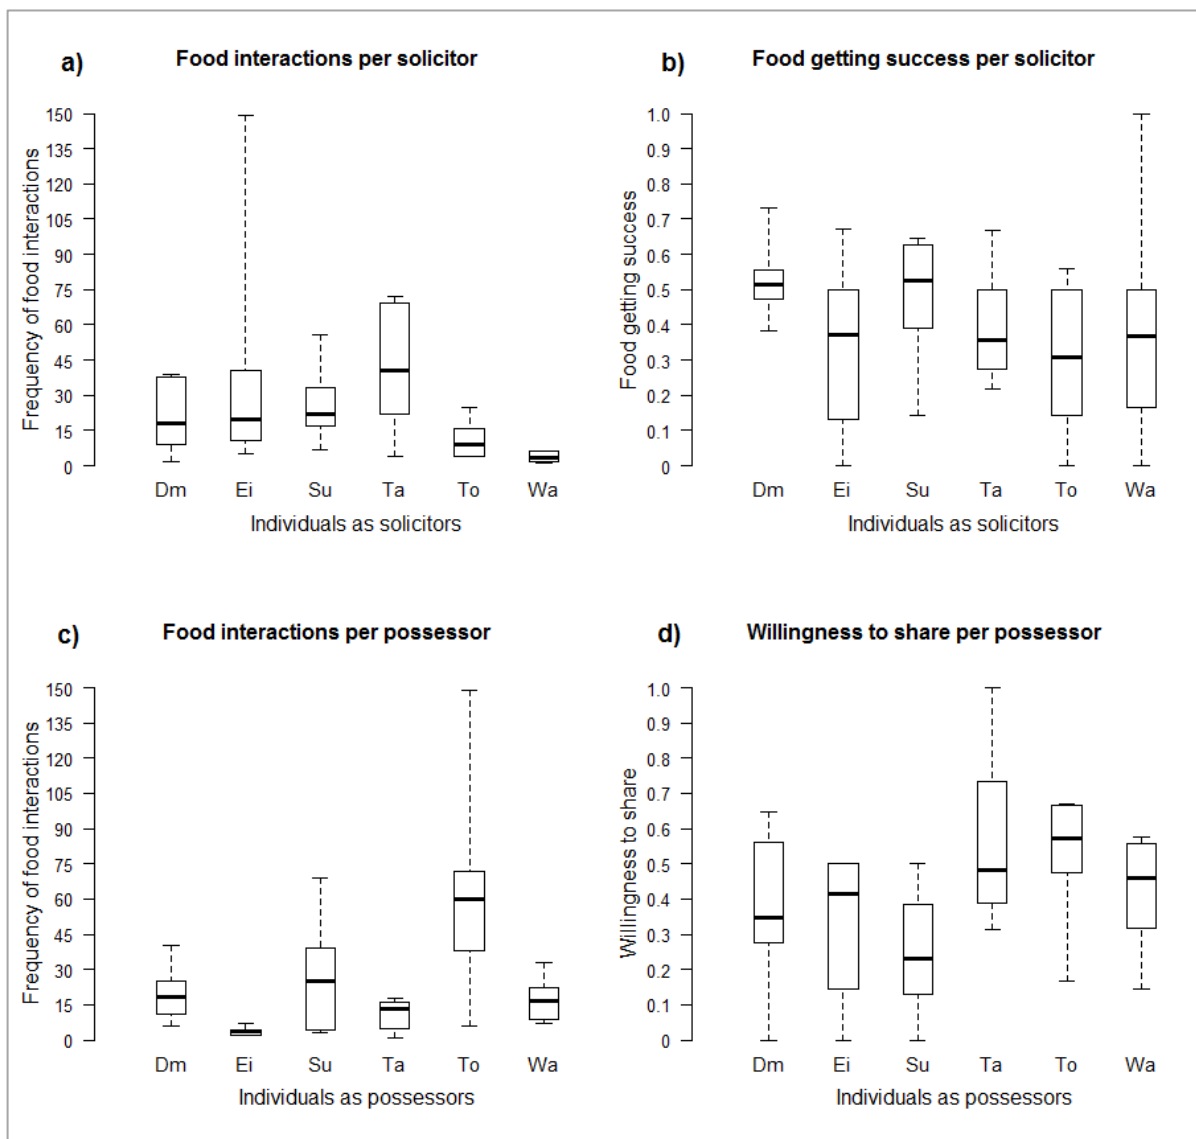 a) Food interactions per solicitor
Frequency of food interactions
150
135
120
105
90
75
60
45
30
15
0
Dm Ei Su Ta To Wa
Individuals as solicitors
b) Food getting success per solicitor
Food getting success
1.0
0.9
0.8
0.7
0.6
0.5
0.4
0.3
0.2
0.1
0
Dm Ei Su Ta To Wa
Individuals as solicitors
c) Food interactions per possessor
Frequency of food interactions
150
135
120
105
90
75
60
45
30
15
0
Dm Ei Su Ta To Wa
Individuals as possessors
d) Willingness to share per possessor
Willingness to share
1.0
0.9
0.8
0.7
0.6
0.5
0.4
0.3
0.2
0.1
0
Dm Ei Su Ta To Wa
Individuals as possessors